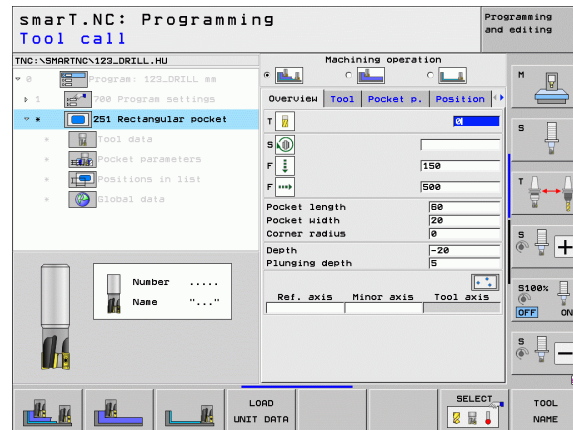 smarT.NC: Programming
Tool call
Programming
and editing
TNC:\SMARTNC\123_DRILL.HU
0 Program: 123_DRILL mm
1 700 Program settings
* 251 Rectangular pocket
* Tool data
* Pocket parameters
* Positions in list
* Global data
Number .....
Name "..."
Machining operation
Overview Tool Pocket p. Position
T 0
S
F 150
F 500
Pocket length 60
Pocket width 20
Corner radius 0
Depth -20
Plunging depth 5
Ref. axis Minor axis Tool axis
M
S
T
S
S100%
OFF ON
S
LOAD
UNIT DATA
SELECT
TOOL
NAME